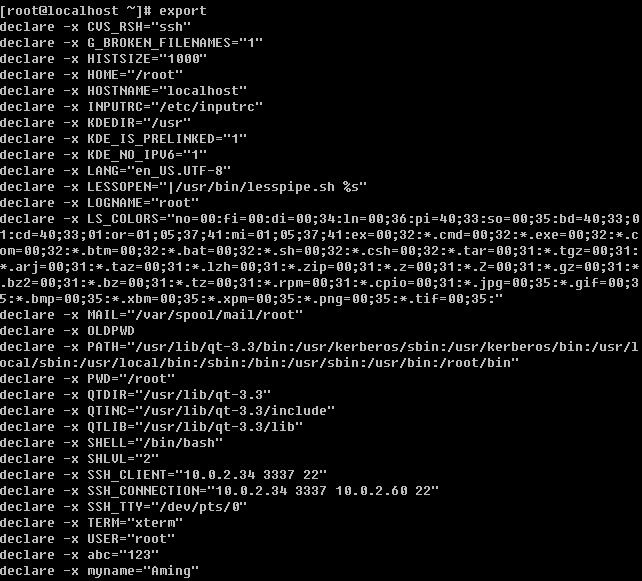 [root@localhost ~]# export
declare -x CVS_RSH="ssh"
declare -x G_BROKEN_FILENAMES="1"
declare -x HISTSIZE="1000"
declare -x HOME="/root"
declare -x HOSTNAME="localhost"
declare -x INPUTRC="/etc/inputrc"
declare -x KDEDIR="/usr"
declare -x KDE_IS_PRELINKED="1"
declare -x KDE_NO_IPV6="1"
declare -x LANG="en_US.UTF-8"
declare -x LESSOPEN="|/usr/bin/lesspipe.sh %s"
declare -x LOGNAME="root"
declare -x LS_COLORS="no=00:fi=00:di=00;34:ln=00;36:pi=40;33:so=00;35:bd=40;33;0
1:cd=40;33;01:or=01;05;37;41:mi=01;05;37;41:ex=00;32:*.cmd=00;32:*.exe=00;32:*.c
om=00;32:*.btm=00;32:*.bat=00;32:*.sh=00;32:*.csh=00;32:*.tar=00;31:*.tgz=00;31:
*.arj=00;31:*.taz=00;31:*.lzh=00;31:*.zip=00;31:*.z=00;31:*.Z=00;31:*.gz=00;31:*
.bz2=00;31:*.bz=00;31:*.tz=00;31:*.rpm=00;31:*.cpio=00;31:*.jpg=00;35:*.gif=00;3
5:*.bmp=00;35:*.xbm=00;35:*.xpm=00;35:*.png=00;35:*.tif=00;35:"
declare -x MAIL="/var/spool/mail/root"
declare -x OLDPWD
declare -x PATH="/usr/lib/qt-3.3/bin:/usr/kerberos/sbin:/usr/kerberos/bin:/usr/l
ocal/sbin:/usr/local/bin:/sbin:/bin:/usr/sbin:/usr/bin:/root/bin"
declare -x PWD="/root"
declare -x QTDIR="/usr/lib/qt-3.3"
declare -x QTINC="/usr/lib/qt-3.3/include"
declare -x QTLIB="/usr/lib/qt-3.3/lib"
declare -x SHELL="/bin/bash"
declare -x SHLVL="2"
declare -x SSH_CLIENT="10.0.2.34 3337 22"
declare -x SSH_CONNECTION="10.0.2.34 3337 10.0.2.60 22"
declare -x SSH_TTY="/dev/pts/0"
declare -x TERM="xterm"
declare -x USER="root"
declare -x abc="123"
declare -x myname="Aming"